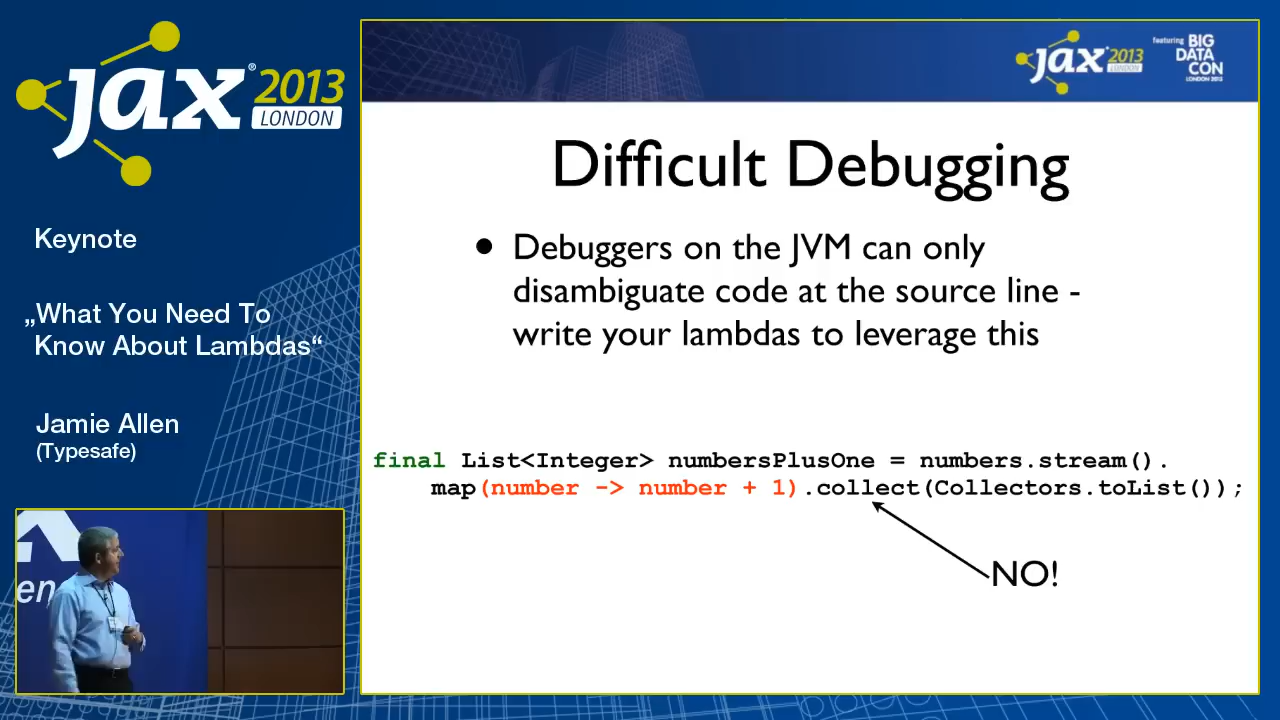 jax® 2013
LONDON
Keynote
„What You Need To
Know About Lambdas“
Jamie Allen
(Typesafe)
jax 2013
LONDON
featuring
BIG
DATA
CON
LONDON 2013
Difficult Debugging
• Debuggers on the JVM can only
disambiguate code at the source line -
write your lambdas to leverage this
final List<Integer> numbersPlusOne = numbers.stream().
map(number -> number + 1).collect(Collectors.toList());
NO!
en